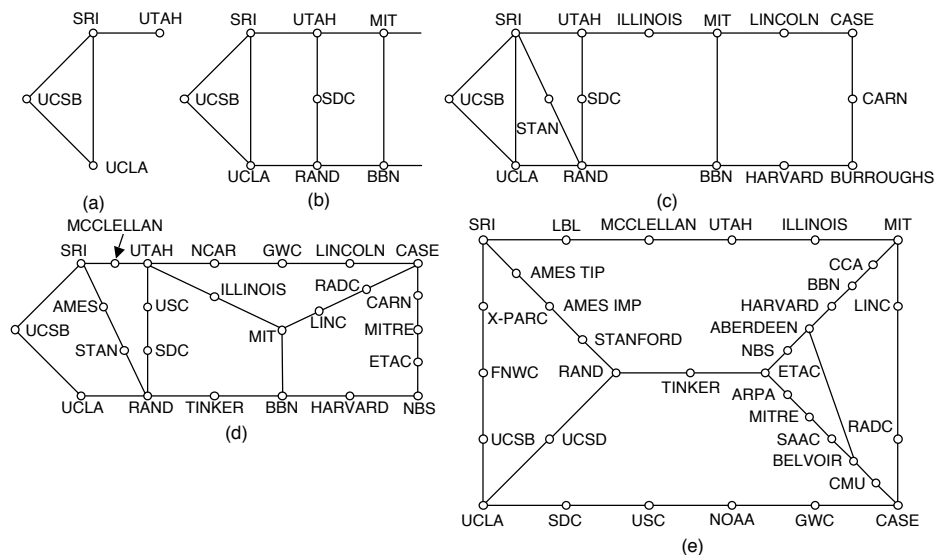 SRI UTAH
UCSB
UCLA
(a)
SRI UTAH MIT
UCSB SDC
UCLA RAND BBN
(b)
SRI UTAH ILLINOIS MIT LINCOLN CASE
UCSB SDC CARN
STAN
UCLA RAND BBN HARVARD BURROUGHS
(c)
MCCLELLAN
SRI UTAH NCAR GWC LINCOLN CASE
ILLINOIS RADC
AMES USC LINC CARN
UCSB MIT MITRE
STAN SDC ETAC
UCLA RAND TINKER BBN HARVARD NBS
(d)
SRI LBL MCCLELLAN UTAH ILLINOIS MIT
AMES TIP CCA
BBN
X-PARC AMES IMP HARVARD LINC
ABERDEEN
STANFORD NBS
FNWC RAND TINKER ETAC
ARPA
MITRE
UCSB UCSD SAAC RADC
BELVOIR
CMU
UCLA SDC USC NOAA GWC CASE
(e)